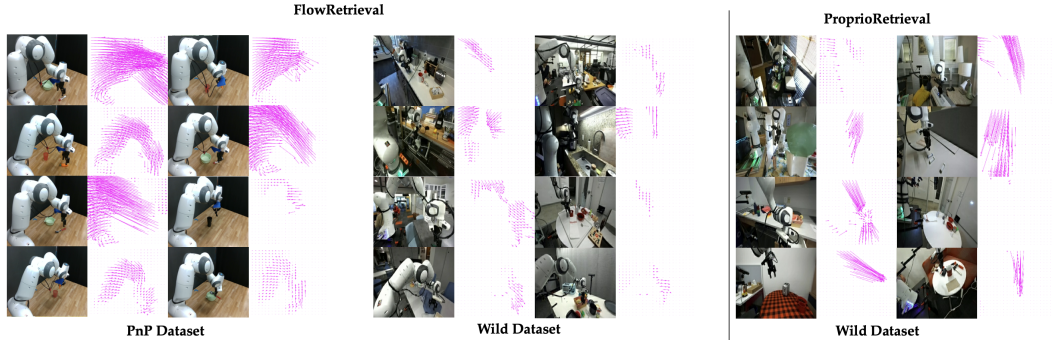 FlowRetrieval
ProprioRetrieval
PnP Dataset
Wild Dataset
Wild Dataset